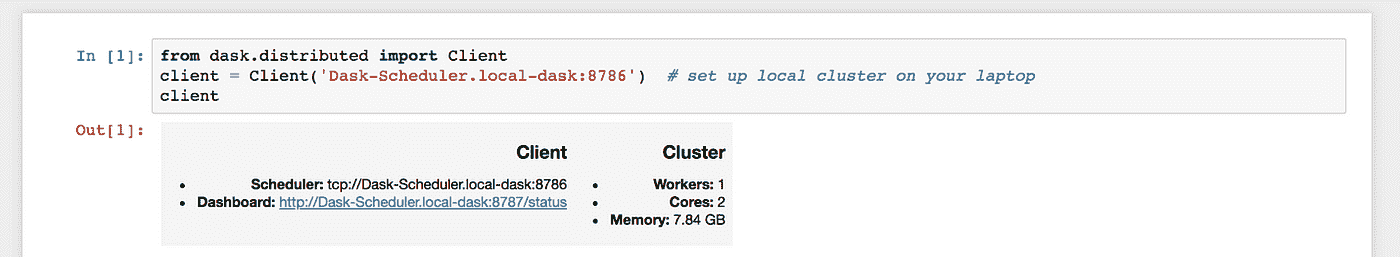 In [1]: from dask.distributed import Client
client = Client('Dask-Scheduler.local-dask:8786')  # set up local cluster on your laptop
client
Out[1]:
Client
Scheduler: tcp://Dask-Scheduler.local-dask:8786
Dashboard: http://Dask-Scheduler.local-dask:8787/status
Cluster
Workers: 1
Cores: 2
Memory: 7.84 GB